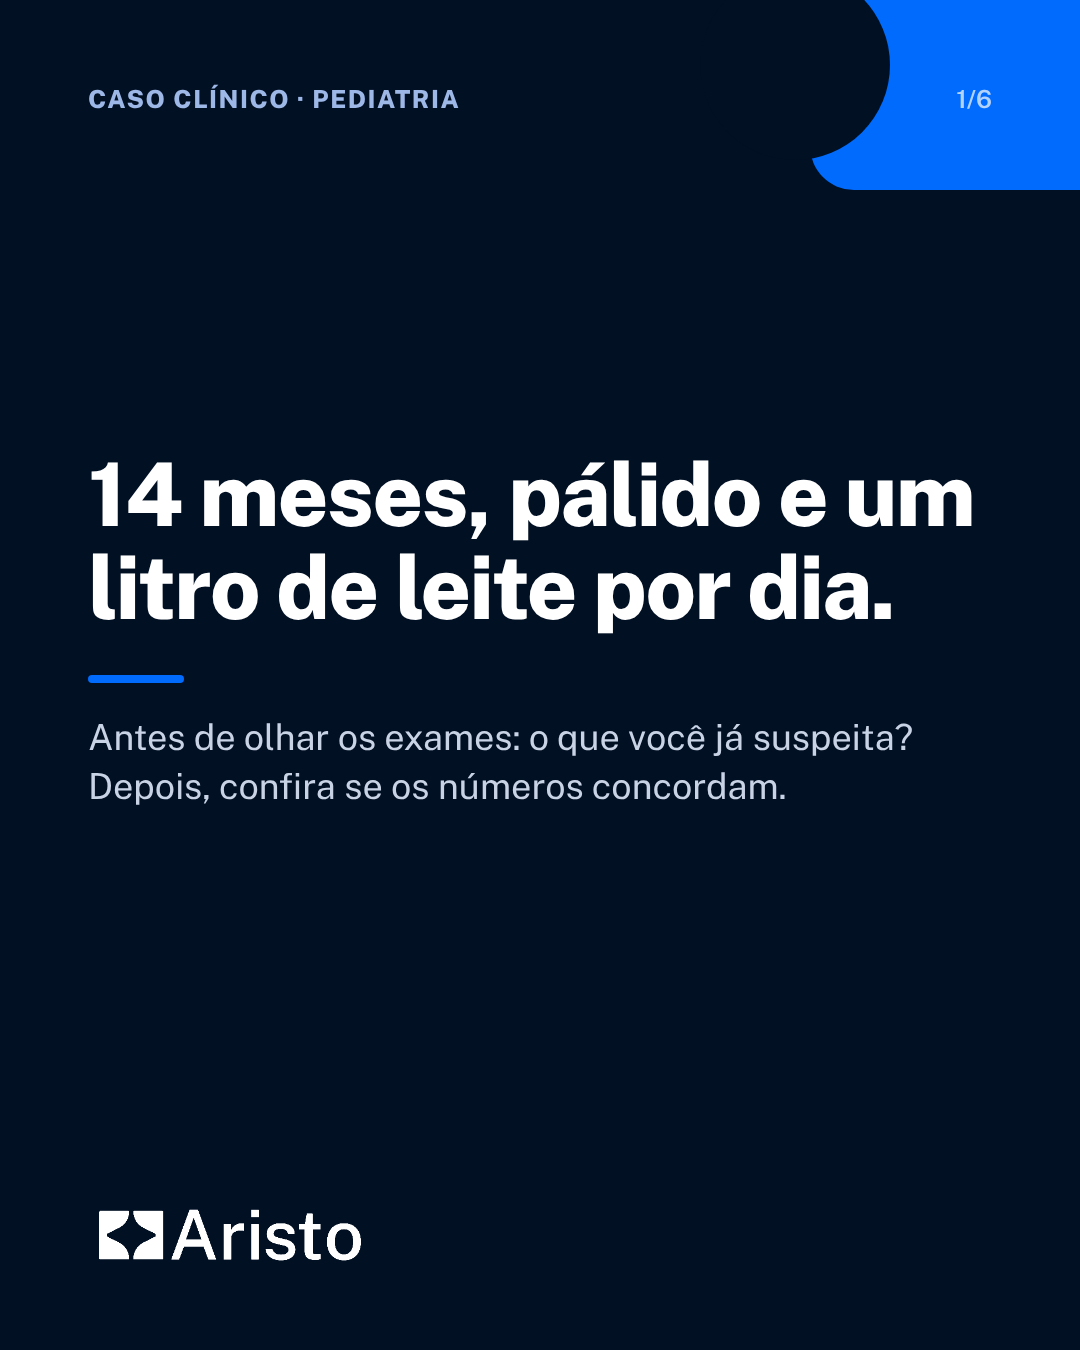 CASO CLÍNICO · PEDIATRIA
1/6
14 meses, pálido e um
litro de leite por dia.
Antes de olhar os exames: o que você já suspeita?
Depois, confira se os números concordam.
Aristo